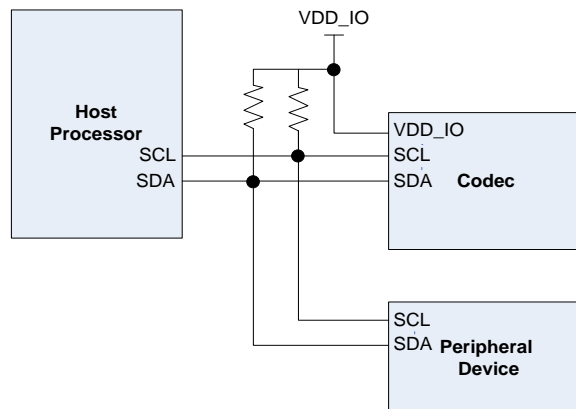 VDD_IO
Host
Processor
SCL
SDA
VDD_IO
SCL
SDA
Codec
SCL
SDA
Peripheral
Device